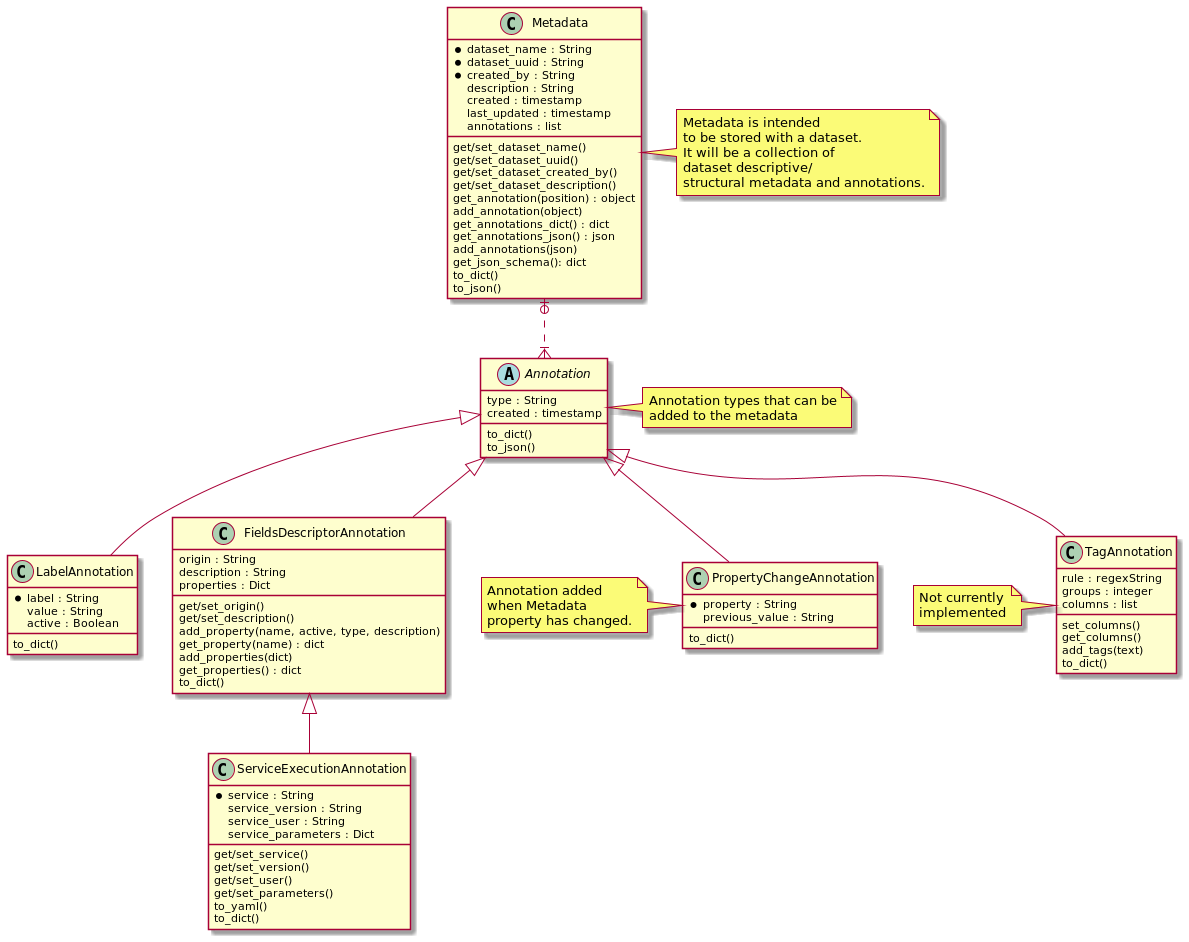 C Metadata
dataset_name : String
dataset_uuid : String
created_by : String
description : String
created : timestamp
last_updated : timestamp
annotations : list
get/set_dataset_name()
get/set_dataset_uuid()
get/set_dataset_created_by()
get/set_dataset_description()
get_annotation(position) : object
add_annotation(object)
get_annotations_dict() : dict
get_annotations_json() : json
add_annotations(json)
get_json_schema(): dict
to_dict()
to_json()
Metadata is intended
to be stored with a dataset.
It will be a collection of
dataset descriptive/
structural metadata and annotations.
A Annotation
type : String
created : timestamp
to_dict()
to_json()
Annotation types that can be
added to the metadata
C LabelAnnotation
label : String
value : String
active : Boolean
to_dict()
C FieldsDescriptorAnnotation
origin : String
description : String
properties : Dict
get/set_origin()
get/set_description()
add_property(name, active, type, description)
get_property(name) : dict
add_properties(dict)
get_properties() : dict
to_dict()
Annotation added
when Metadata
property has changed.
C PropertyChangeAnnotation
property : String
previous_value : String
to_dict()
Not currently
implemented
C TagAnnotation
rule : regexString
groups : integer
columns : list
set_columns()
get_columns()
add_tags(text)
to_dict()
C ServiceExecutionAnnotation
service : String
service_version : String
service_user : String
service_parameters : Dict
get/set_service()
get/set_version()
get/set_user()
get/set_parameters()
to_yaml()
to_dict()